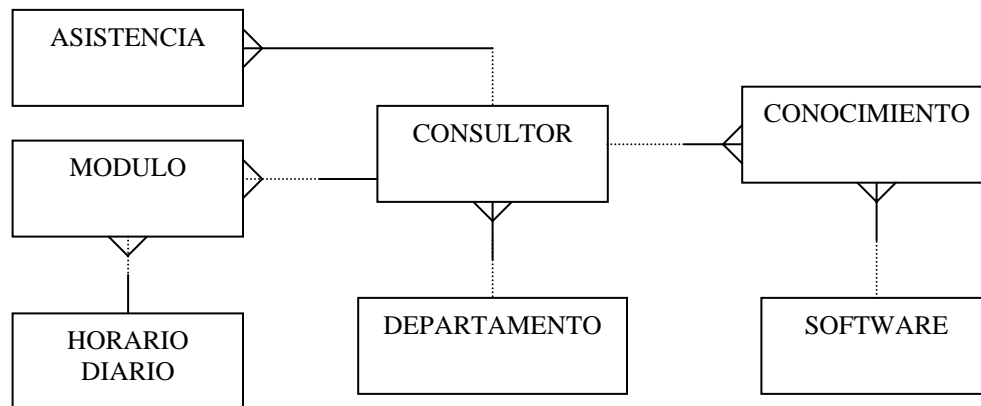 ASISTENCIA
CONSULTOR
CONOCIMIENTO
MODULO
HORARIO
DIARIO
DEPARTAMENTO
SOFTWARE